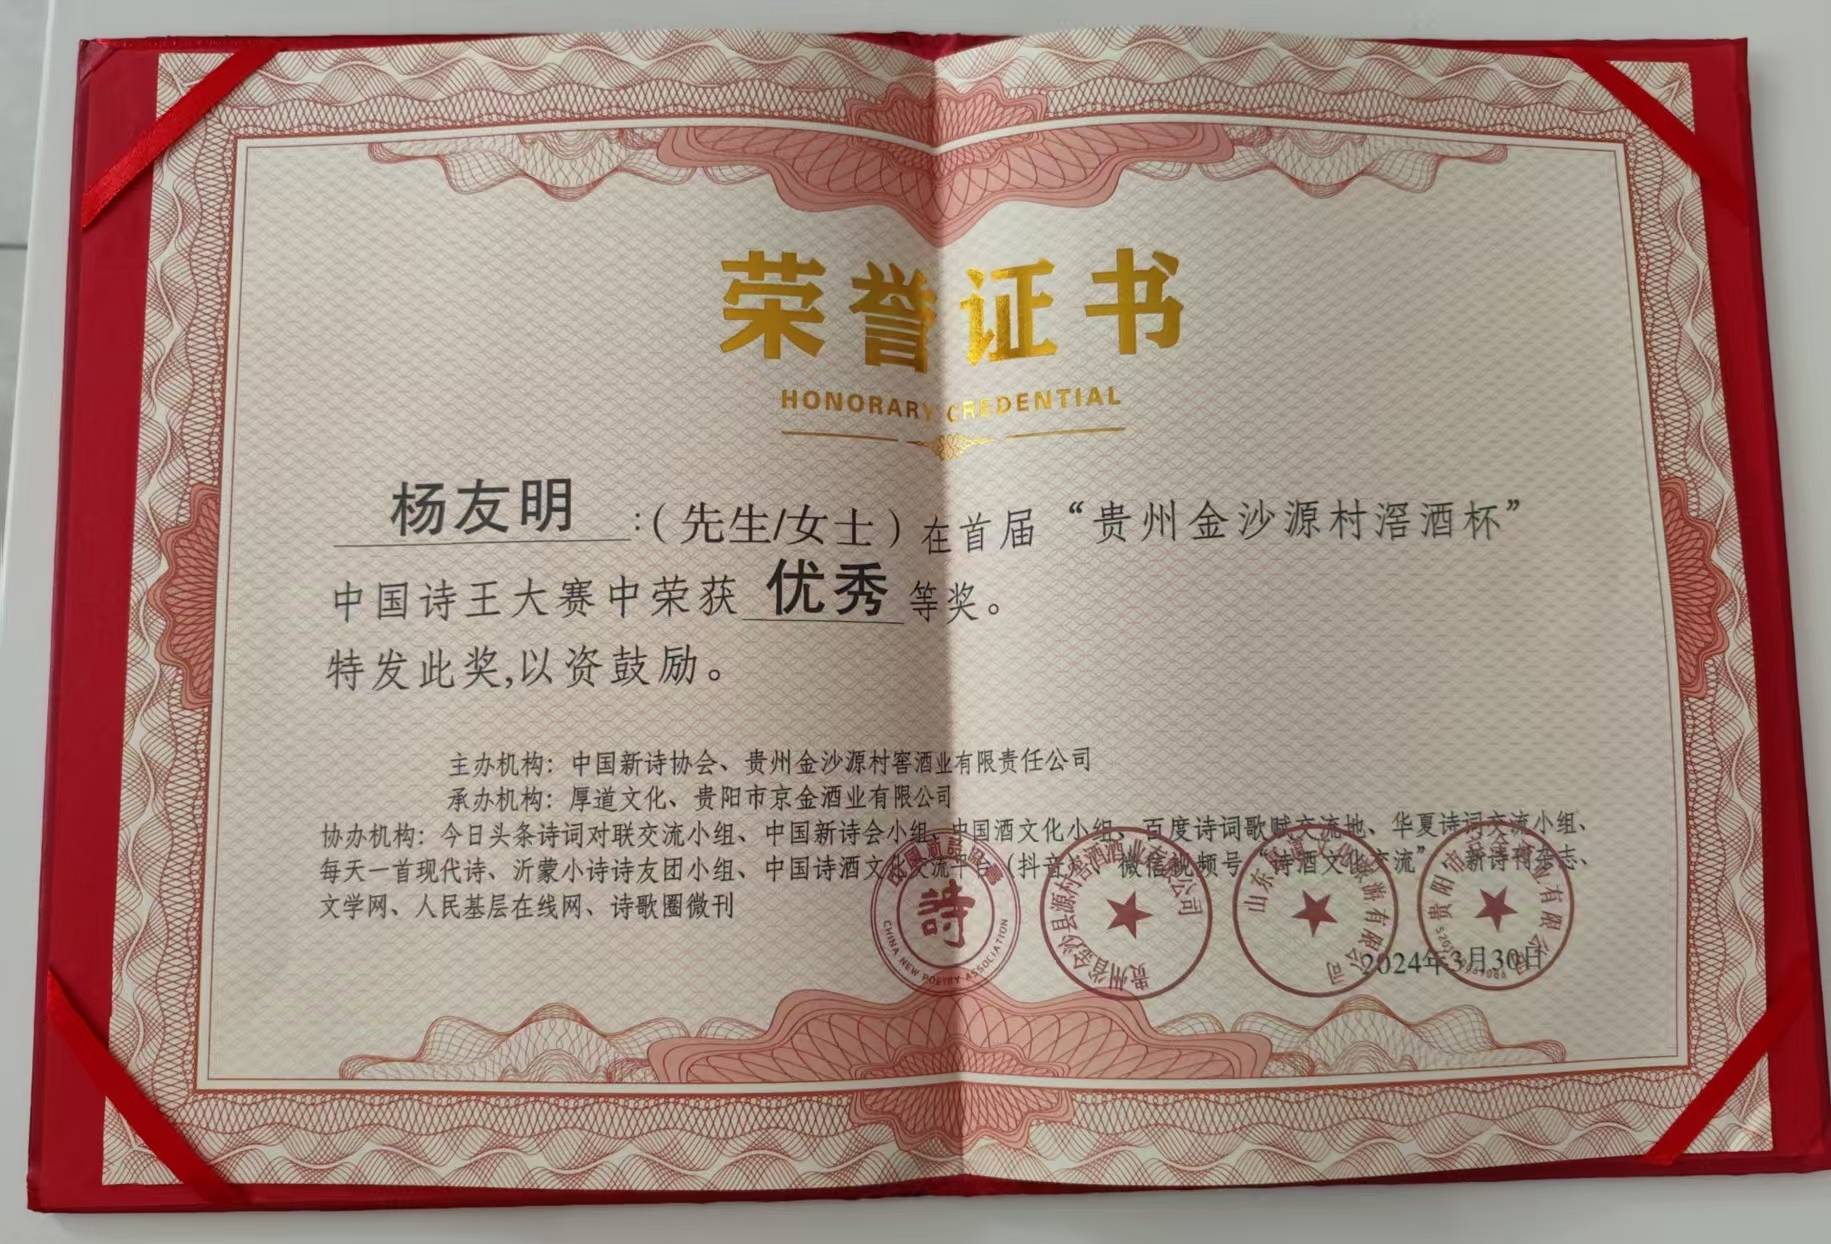 荣誉证书
HONORARY CREDENTIAL
杨友明：(先生/女士)在首届“贵州金沙源村滘酒杯”
中国诗王大赛中荣获优秀等奖。
特发此奖,以资鼓励。
主办机构：中国新诗协会、贵州金沙源村窖酒业有限责任公司
承办机构：厚道文化、贵阳市京金酒业有限公司
协办机构：今日头条诗词对联交流小组、中国新诗会小组、中国酒文化小组、百度诗词歌赋交流地、华夏诗词交流小组、
每天一首现代诗、沂蒙小诗诗友团小组、中国诗酒文化交流平台（抖音）、微信视频号“诗酒文化交流”、新诗刊杂志、
文学网、人民基层在线网、诗歌圈微刊
詩
CHINA NEW POETRY ASSOCIATION
2024年3月30日